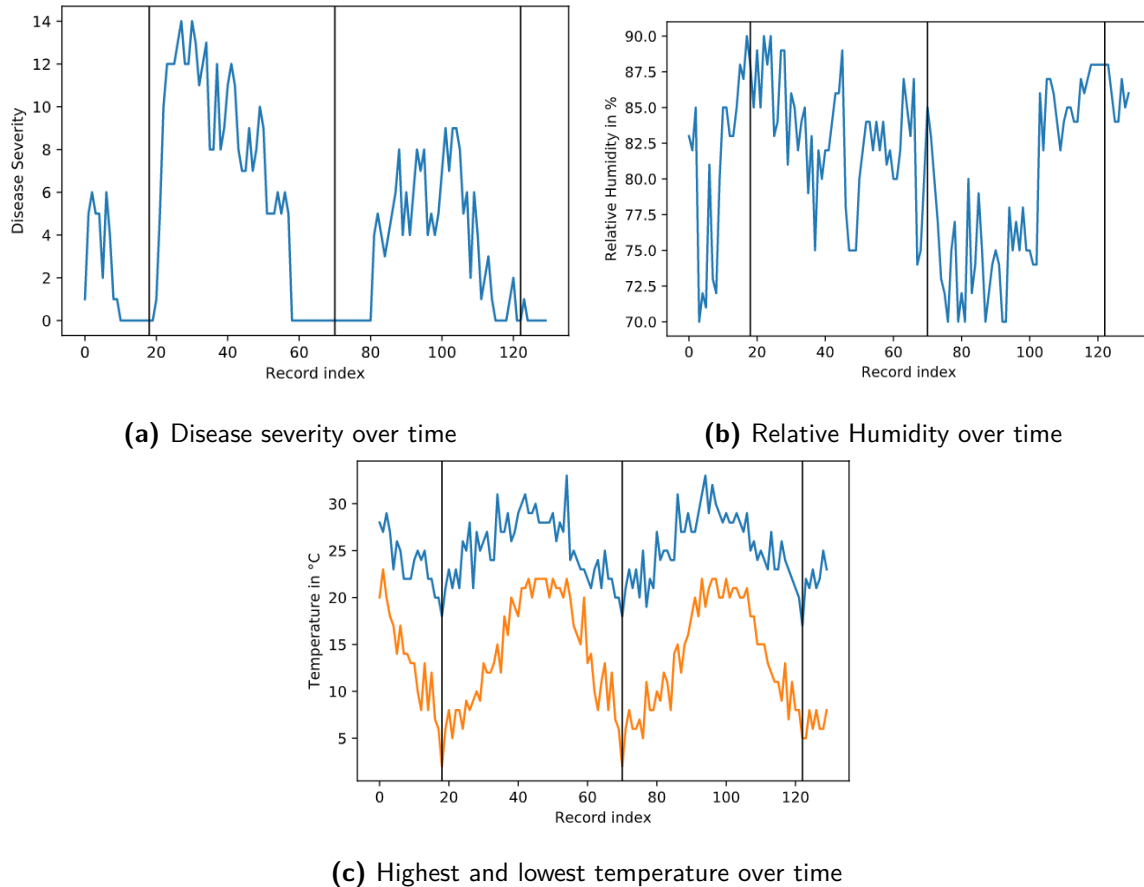 14
12
10
8
6
4
2
0
Disease Severity
0 20 40 60 80 100 120
Record index
90.0
87.5
85.0
82.5
80.0
77.5
75.0
72.5
70.0
Relative Humidity in %
0 20 40 60 80 100 120
Record index
(a) Disease severity over time
(b) Relative Humidity over time
30
25
20
15
10
5
Temperature in °C
0 20 40 60 80 100 120
Record index
(c) Highest and lowest temperature over time